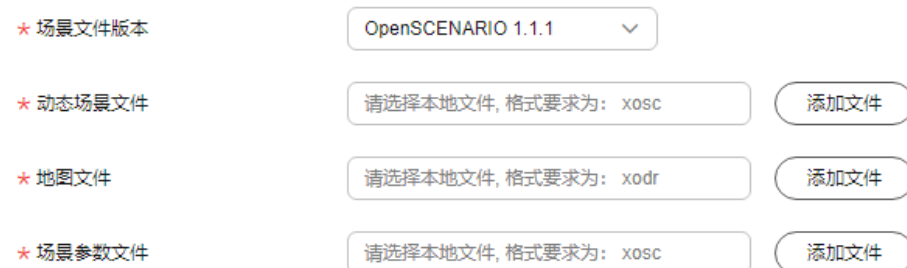 * 场景文件版本 OpenSCENARIO 1.1.1
* 动态场景文件 请选择本地文件, 格式要求为： xosc 添加文件
* 地图文件 请选择本地文件, 格式要求为： xodr 添加文件
* 场景参数文件 请选择本地文件, 格式要求为： xosc 添加文件